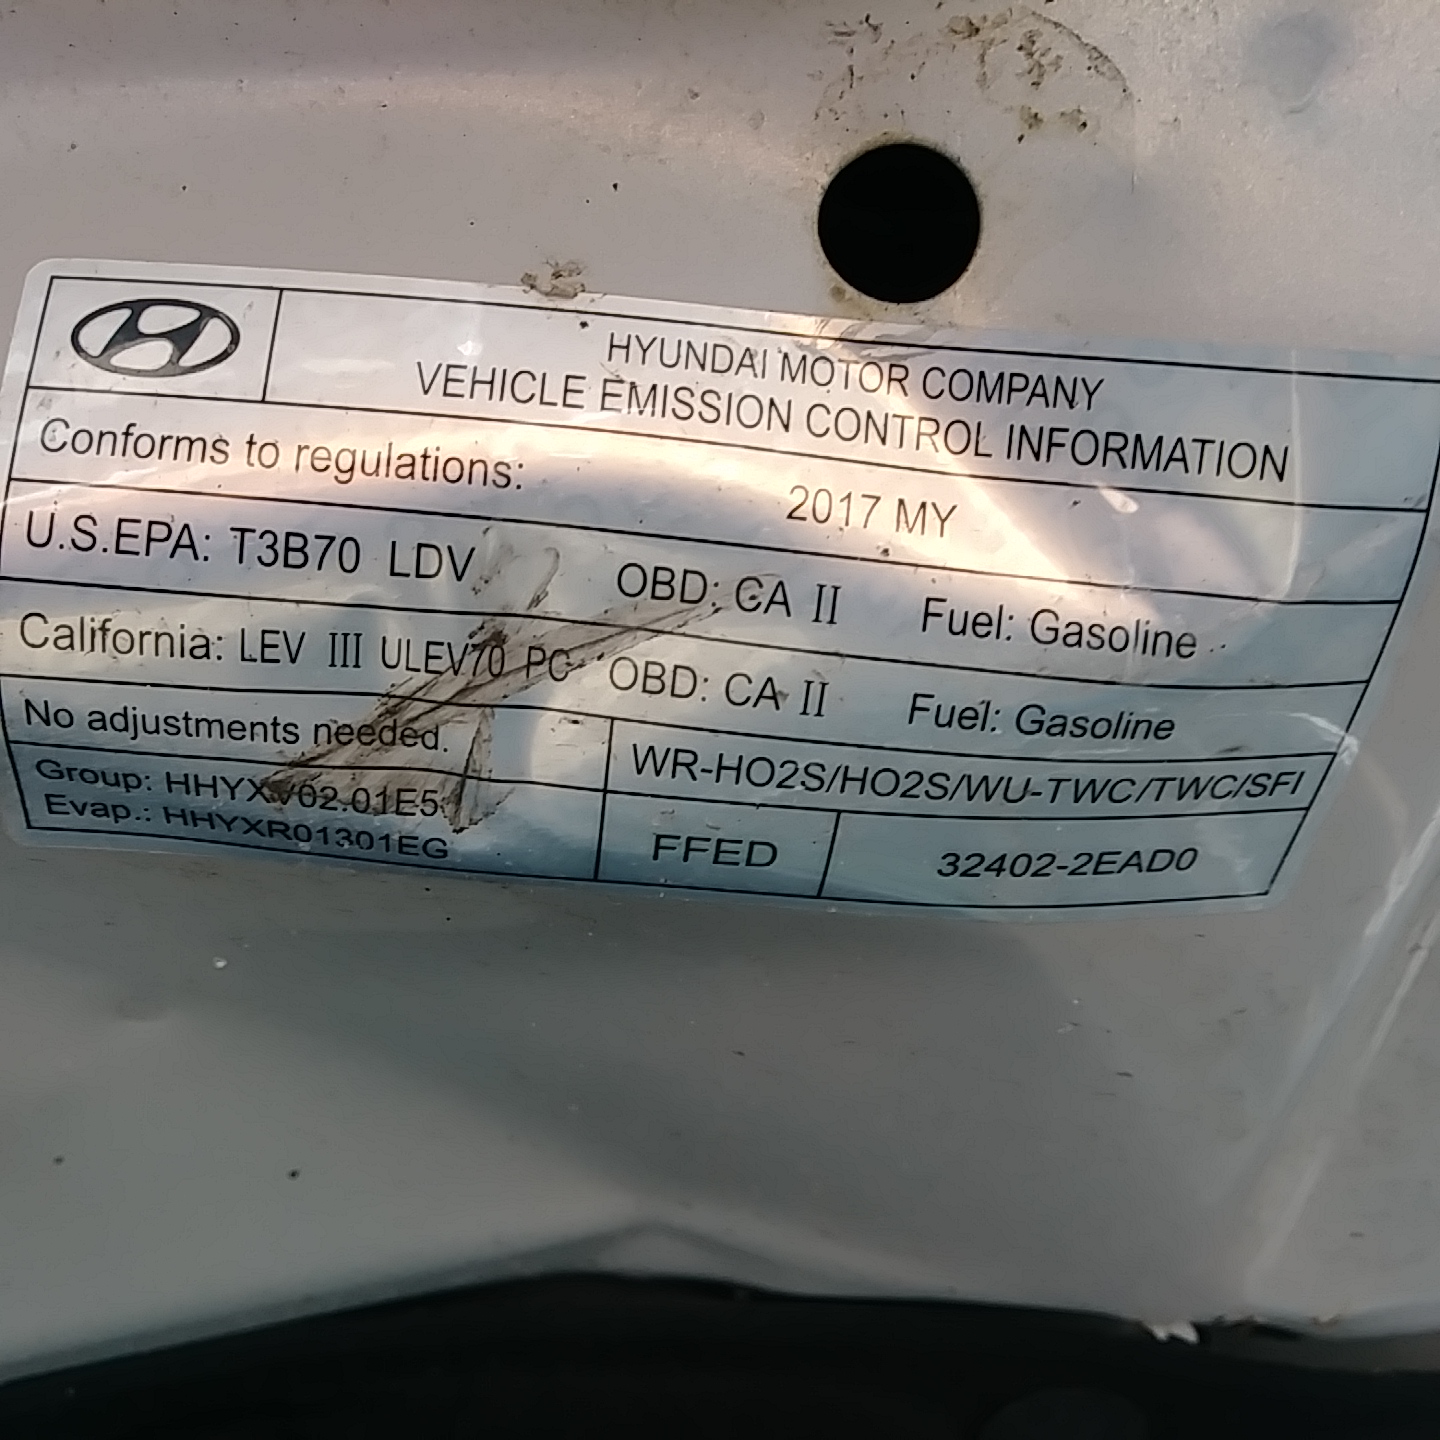 HYUNDAI MOTOR COMPANY
VEHICLE EMISSION CONTROL INFORMATION
Conforms to regulations: 2017 MY
U.S.EPA: T3B70 LDV OBD: CA II Fuel: Gasoline
California: LEV III ULEV70 PC OBD: CA II Fuel: Gasoline
No adjustments needed.
WR-HO2S/HO2S/WU-TWC/TWC/SFI
Group: HHYXV02.01E5
Evap.: HHYXR01301EG
FFED
32402-2EAD0